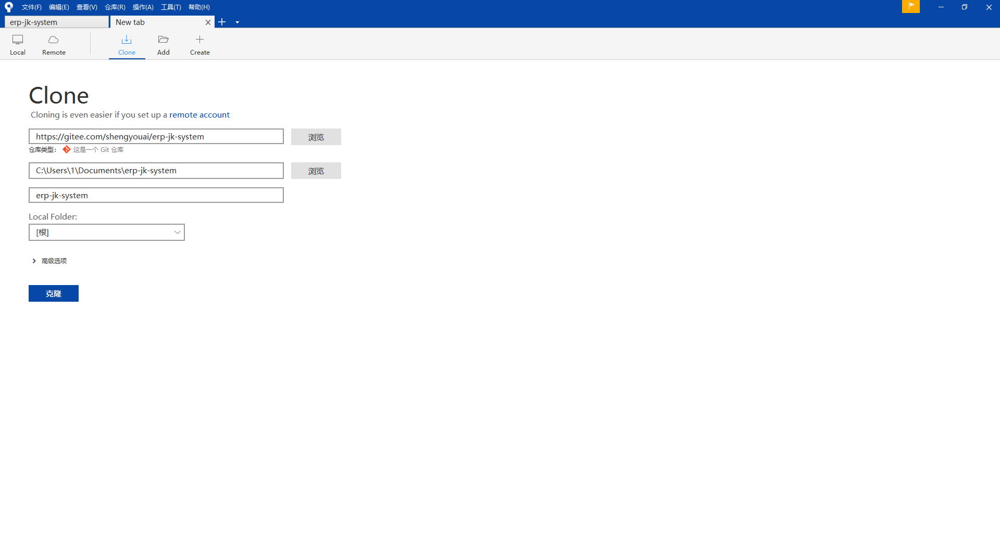 文件(F) 编辑(E) 查看(V) 仓库(R) 操作(A) 工具(T) 帮助(H)
erp-jk-system New tab
Local Remote Clone Add Create
Clone
Cloning is even easier if you set up a remote account
https://gitee.com/shengyouai/erp-jk-system 浏览
仓库类型： 这是一个 Git 仓库
C:\Users\1\Documents\erp-jk-system 浏览
erp-jk-system
Local Folder:
[根]
高级选项
克隆